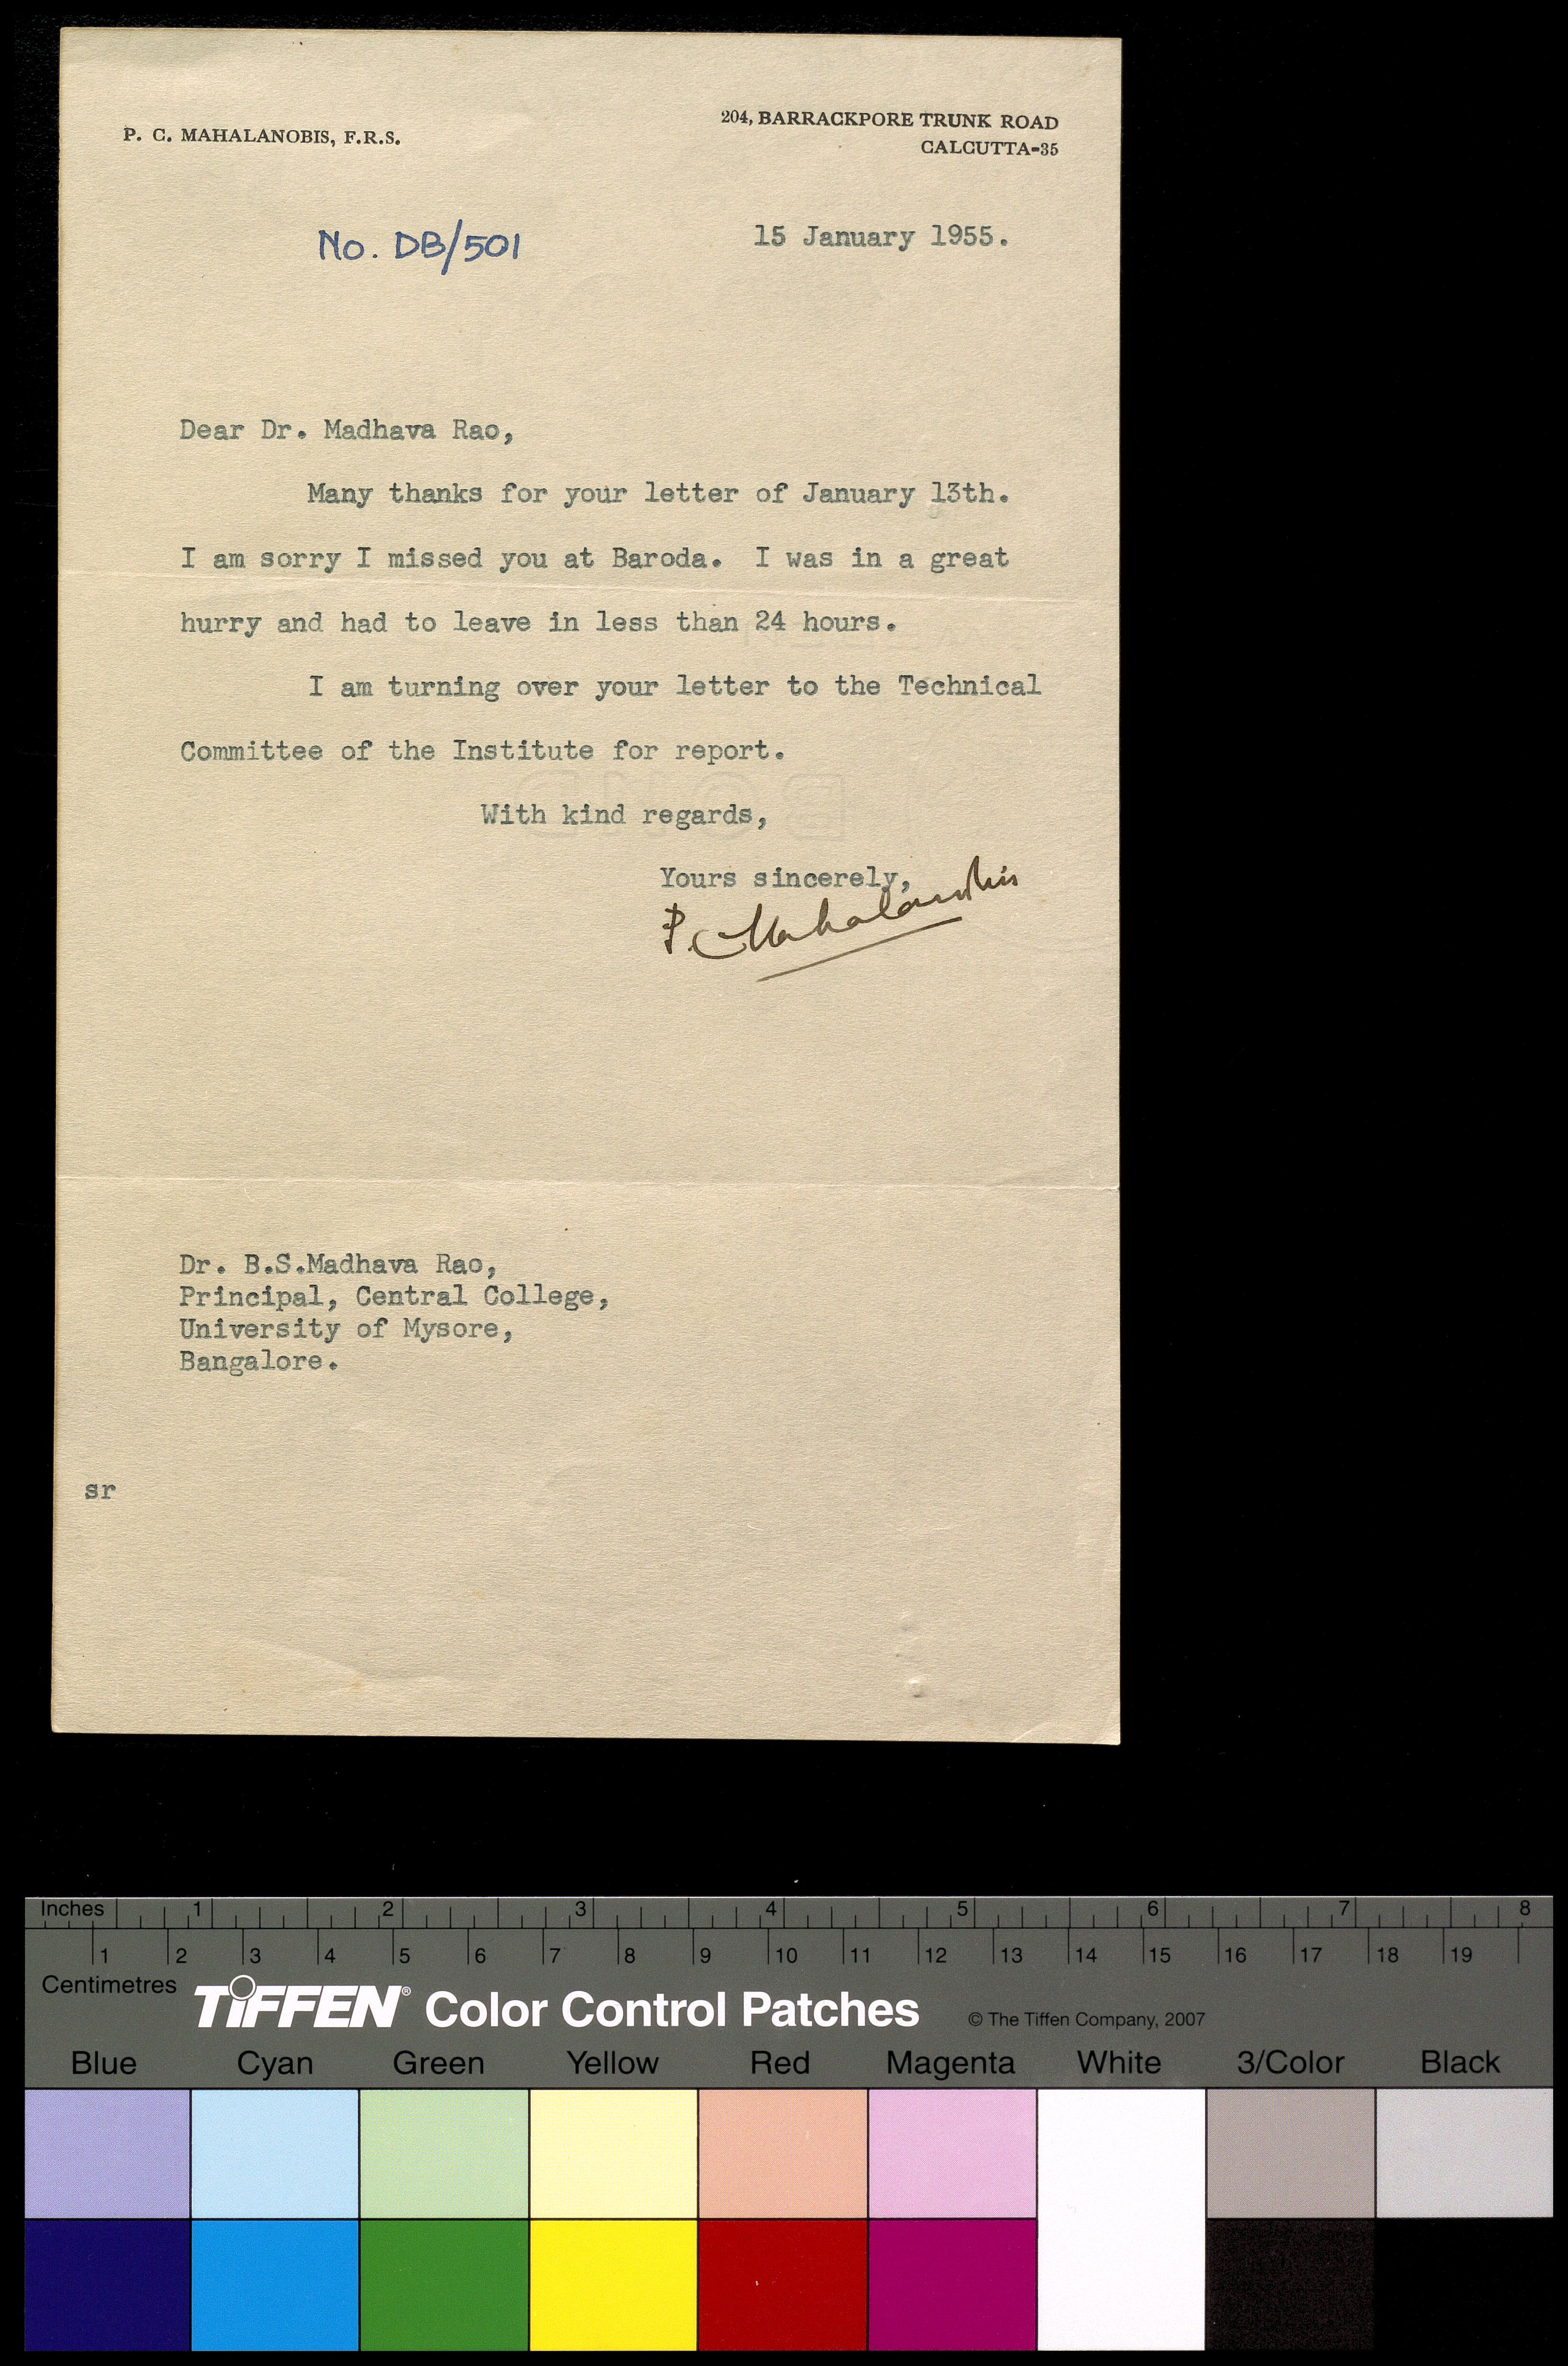 P. C. MAHALANOBIS, F.R.S.
204, BARRACKPORE TRUNK ROAD
CALCUTTA-35
No. DB/501
15 January 1955.
Dear Dr. Madhava Rao,
Many thanks for your letter of January 13th.
I am sorry I missed you at Baroda. I was in a great
hurry and had to leave in less than 24 hours.
I am turning over your letter to the Technical
Committee of the Institute for report.
With kind regards,
Yours sincerely,
P. C. Mahalanobis
Dr. B.S.Madhava Rao,
Principal, Central College,
University of Mysore,
Bangalore.
sr
Inches 1 2 3 4 5 6 7 8
1 2 3 4 5 6 7 8 9 10 11 12 13 14 15 16 17 18 19
Centimetres
TIFFEN® Color Control Patches © The Tiffen Company, 2007
Blue Cyan Green Yellow Red Magenta White 3/Color Black